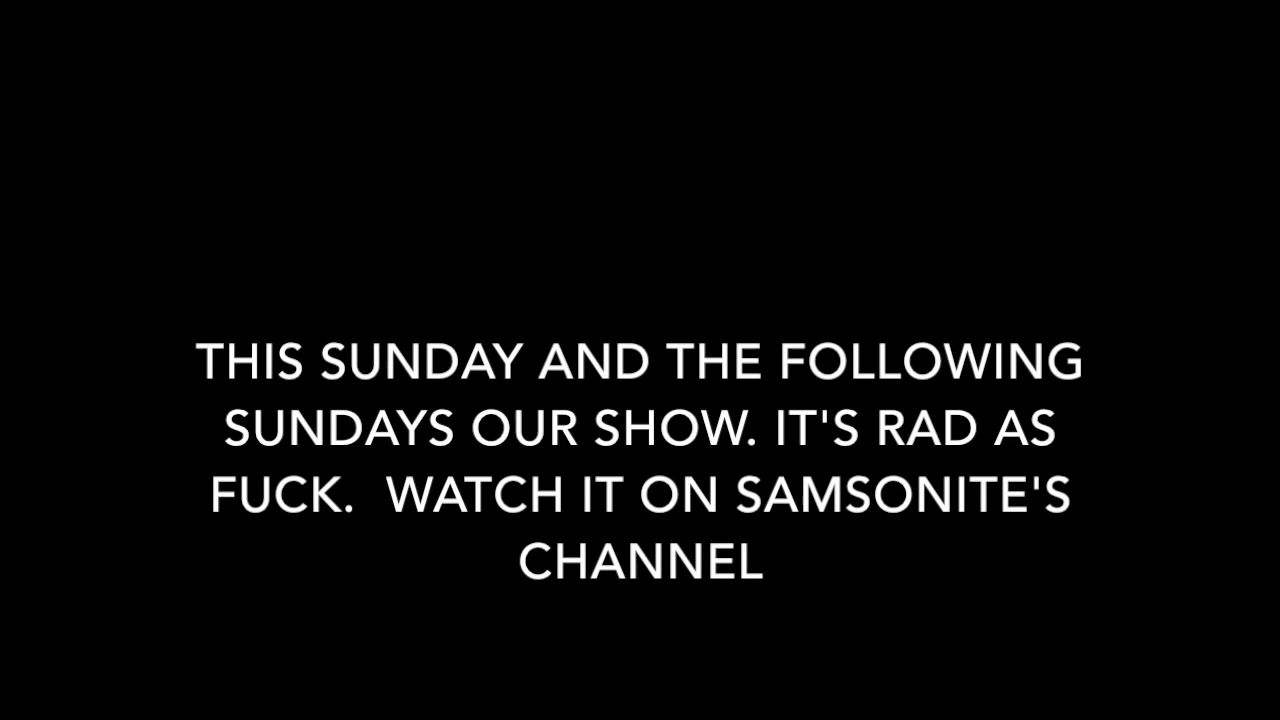 THIS SUNDAY AND THE FOLLOWING
SUNDAYS OUR SHOW. IT'S RAD AS
FUCK.  WATCH IT ON SAMSONITE'S
CHANNEL